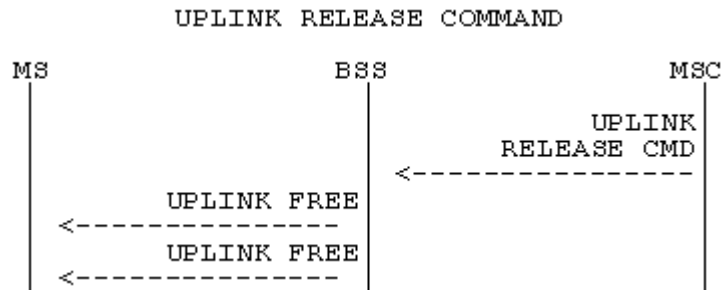 UPLINK RELEASE COMMAND
MS BSS MSC
UPLINK
RELEASE CMD
<----------------
UPLINK FREE
<---------------
UPLINK FREE
<---------------